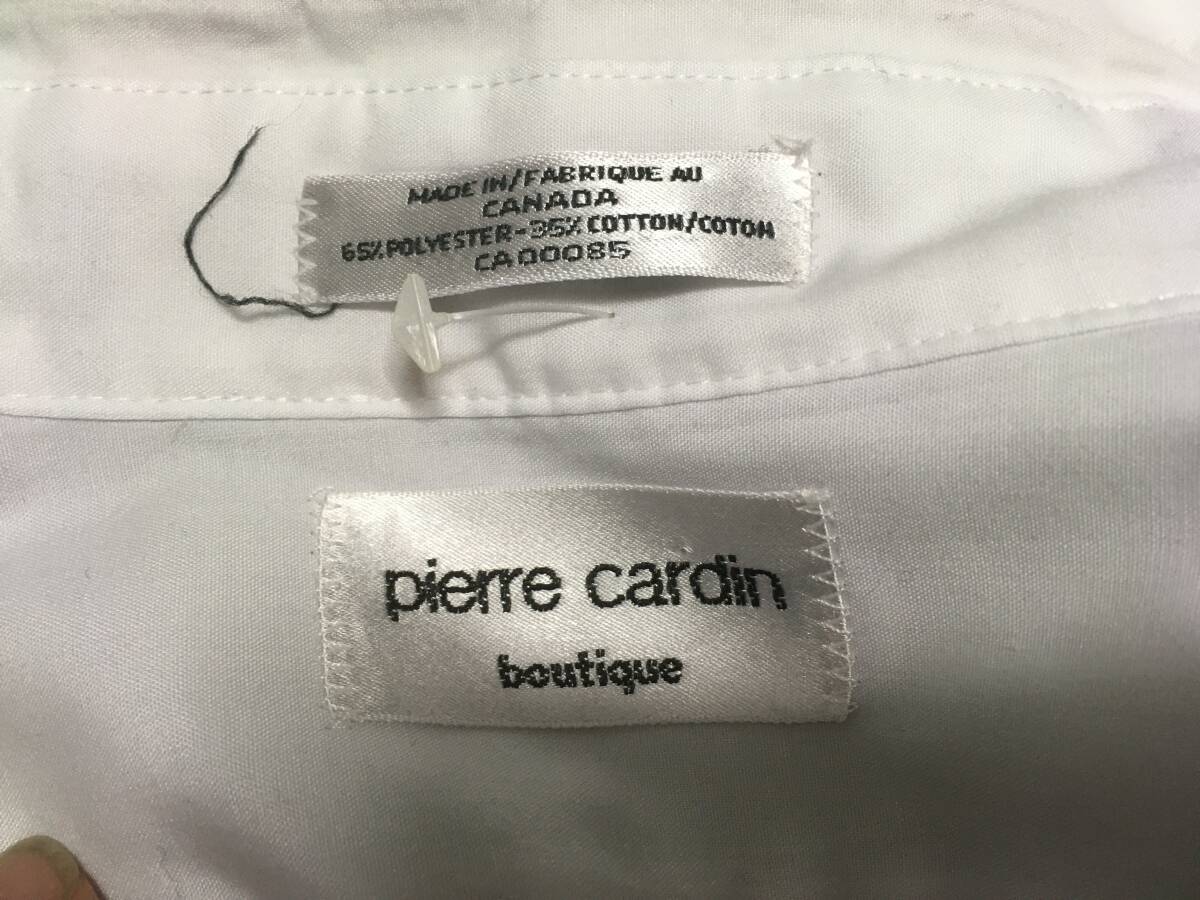 MADE IN/FABRIQUE AU
CANADA
65% POLYESTER-35% COTTON/COTON
CA00085
pierre cardin
boutique